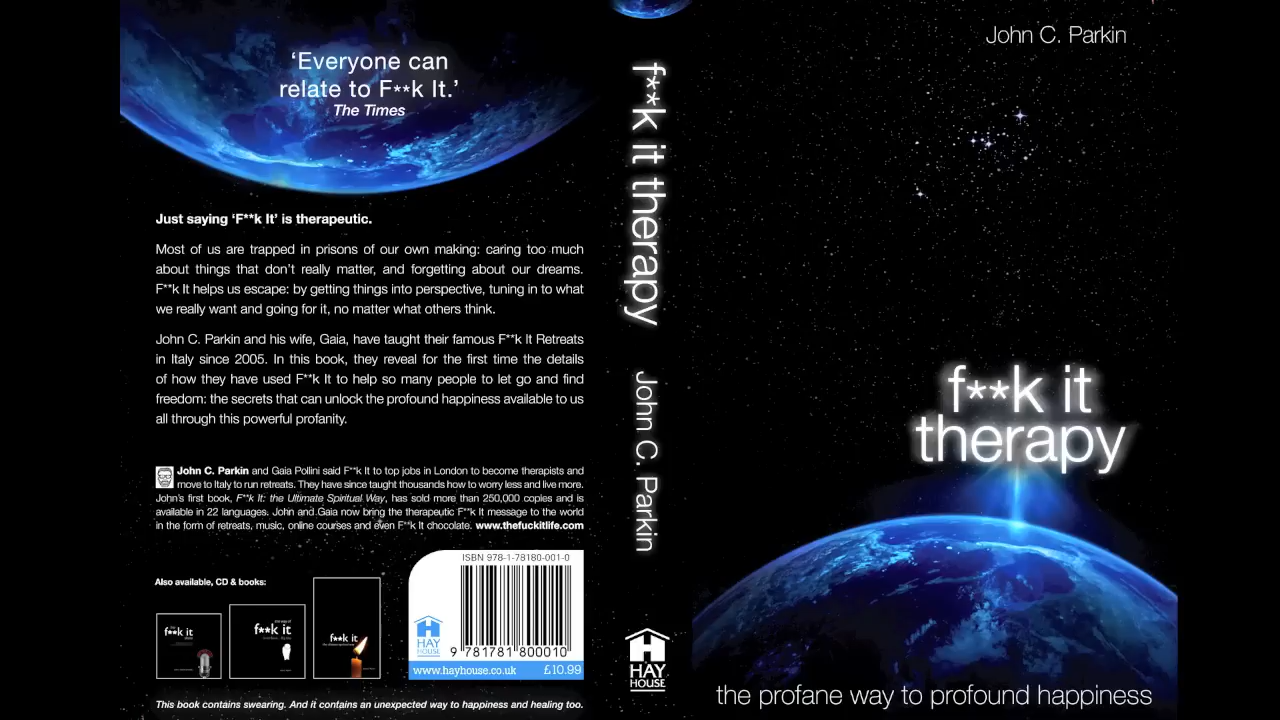 ‘Everyone can
relate to F**k It.’
The Times
Just saying ‘F**k It’ is therapeutic.
Most of us are trapped in prisons of our own making: caring too much
about things that don’t really matter, and forgetting about our dreams.
F**k It helps us escape: by getting things into perspective, tuning in to what
we really want and going for it, no matter what others think.
John C. Parkin and his wife, Gaia, have taught their famous F**k It Retreats
in Italy since 2005. In this book, they reveal for the first time the details
of how they have used F**k It to help so many people to let go and find
freedom: the secrets that can unlock the profound happiness available to us
all through this powerful profanity.
John C. Parkin and Gaia Pollini said F**k It to top jobs in London to become therapists and
move to Italy to run retreats. They have since taught thousands how to worry less and live more.
John’s first book, F**k It: the Ultimate Spiritual Way, has sold more than 250,000 copies and is
available in 22 languages. John and Gaia now bring the therapeutic F**k It message to the world
in the form of retreats, music, online courses and even F**k It chocolate. www.thefuckitlife.com
Also available, CD & books:
f**k it
f**k it
f**k it
ISBN 978-1-78180-001-0
HAY
HOUSE
9 781781 800010
www.hayhouse.co.uk £10.99
This book contains swearing. And it contains an unexpected way to happiness and healing too.
f**k it therapy
John C. Parkin
HAY
HOUSE
John C. Parkin
f**k it
therapy
the profane way to profound happiness